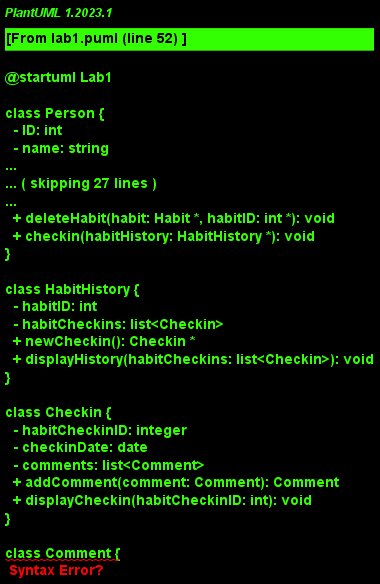 PlantUML 1.2023.1
[From lab1.puml (line 52) ]
@startuml Lab1
class Person {
- ID: int
- name: string
...
... ( skipping 27 lines )
...
+ deleteHabit(habit: Habit *, habitID: int *): void
+ checkin(habitHistory: HabitHistory *): void
}
class HabitHistory {
- habitID: int
- habitCheckins: list<Checkin>
+ newCheckin(): Checkin *
+ displayHistory(habitCheckins: list<Checkin>): void
}
class Checkin {
- habitCheckinID: integer
- checkinDate: date
- comments: list<Comment>
+ addComment(comment: Comment): Comment
+ displayCheckin(habitCheckinID: int): void
}
class Comment {
Syntax Error?